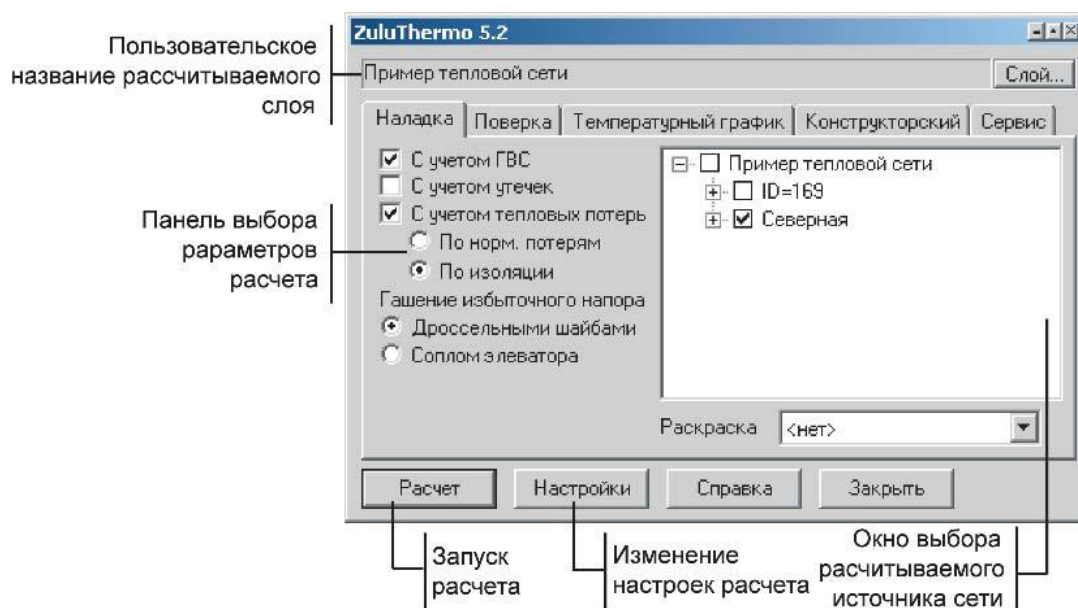 ZuluThermo 5.2
Пользовательское
название рассчитываемого
слоя
Пример тепловой сети
Слой...
Наладка
Поверка
Температурный график
Конструкторский
Сервис
С учетом ГВС
С учетом утечек
С учетом тепловых потерь
По норм. потерям
По изоляции
Гашение избыточного напора
Дроссельными шайбами
Соплом элеватора
Панель выбора
рараметров
расчета
Пример тепловой сети
ID=169
Северная
Раскраска
<нет>
Расчет
Настройки
Справка
Закрыть
Запуск
расчета
Изменение
настроек расчета
Окно выбора
расчитываемого
источника сети